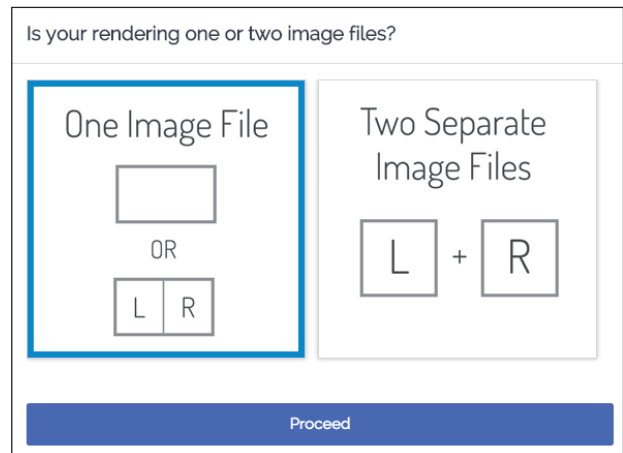 Is your rendering one or two image files?
One Image File
OR
L R
Two Separate
Image Files
L + R
Proceed